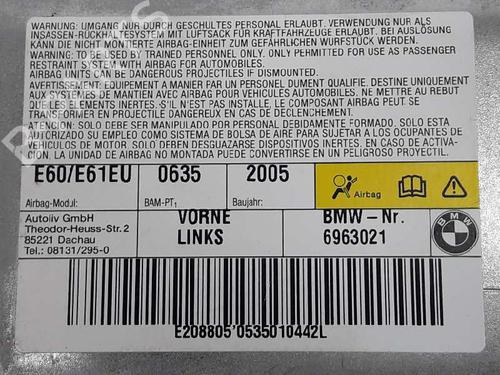 WARNUNG: UMGANG NUR DURCH GESCHULTES PERSONAL ERLAUBT. VERWENDUNG NUR ALS
INSASSEN-RÜCKHALTESYSTEM MIT LUFTSACK FÜR KRAFTFAHRZEUGE ERLAUBT. BEI AUSLÖSUNG
KANN DIE NICHT MONTIERTE AIRBAG-EINHEIT ZUM GEFÄHRLICHEN WURFSTÜCK WERDEN.
WARNING: TO BE USED BY TRAINED PERSONNEL ONLY. ONLY PERMITTED FOR USE AS PASSENGER
RESTRAINT SYSTEM WITH AIRBAG FOR AUTOMOBILES.
AIRBAG UNITS CAN BE DANGEROUS PROJECTILES IF DISMOUNTED.
AVERTISSEMENT: EQUIPEMENT A MANIER PAR UN PERSONEL DUMENT QUALIFIE. DESTINE UNIQUEMENT
AUX SYSTEMES DE MAINTIEN DES OCCUPANTS AVEC AIRBAG POUR AUTOMOBILES. NE METTRE AU REBUT
QUE LES ELEMENTS INERTES. S'IL N'EST PAS INSTALLE, LE COMPOSANT AIRBAG PEUT SE
TRANSFORMER EN PROJECTILE DANGEREUX EN CAS DE DECLENCHEMENT.
ATENCIÓN: SOLO DEBE SER MANIPULADO POR PERSONAL DEBIDAMENTE FORMADO. SOLO ESTA
AUTORIZADO SU EMPLEO COMO SISTEMA DE BOLSA DE AIRE PARA SUJETAR A LOS OCUPANTES DE
VEHICULOS DE MOTOR. SOLO DEBEN DESGUAZARSE DISPOSITIVOS INERTES. EN CASO DE ACTIVA-
CION, LA UNIDAD DE AIRBAG NO MONTADA PUEDE CONVERTIRSE EN UN PELIGROSO PROYECTIL.
E60/E61EU 0635 2005
Airbag-Modul: BAM-PT1 Baujahr:
Airbag
Autoliv GmbH
Theodor-Heuss-Str.2
85221 Dachau
Tel.: 08131/295-0
VORNE
LINKS
BMW-Nr.
6963021
BMW
E208805'0535010442L